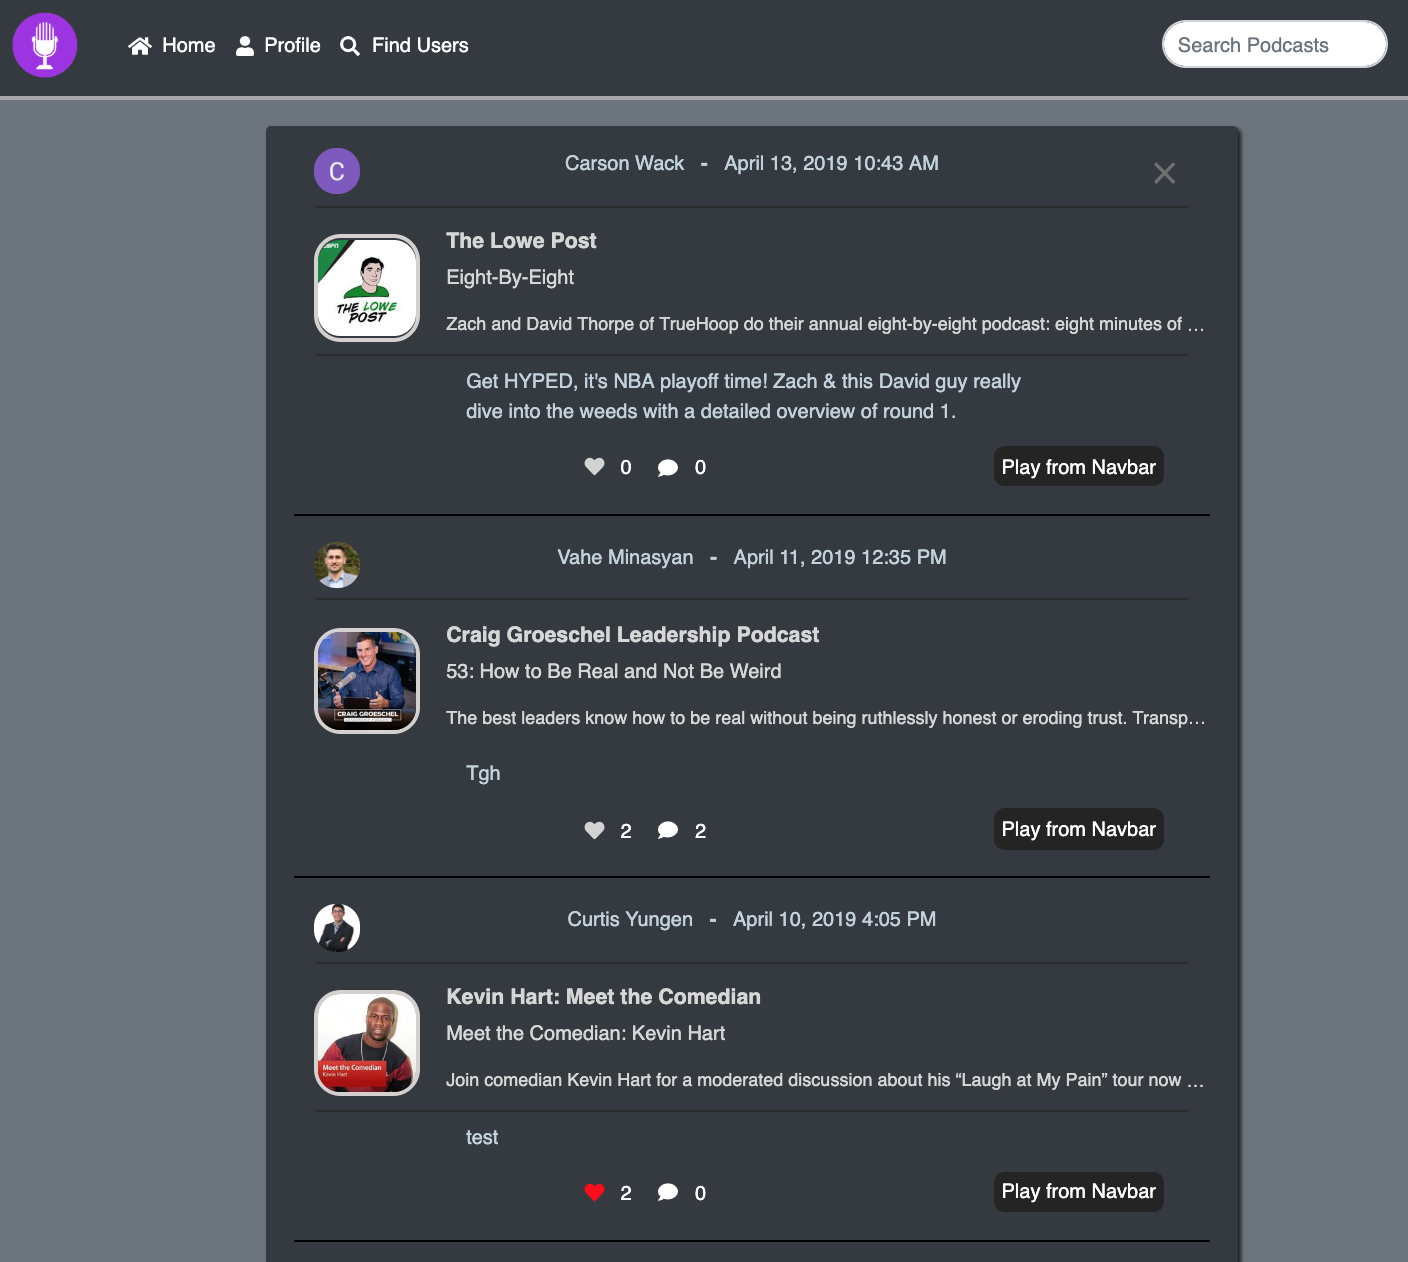 Home Profile Find Users Search Podcasts
C Carson Wack - April 13, 2019 10:43 AM
The Lowe Post
Eight-By-Eight
ESPN
THE LOWE
POST
Zach and David Thorpe of TrueHoop do their annual eight-by-eight podcast: eight minutes of …
Get HYPED, it's NBA playoff time! Zach & this David guy really
dive into the weeds with a detailed overview of round 1.
0 0 Play from Navbar
Vahe Minasyan - April 11, 2019 12:35 PM
Craig Groeschel Leadership Podcast
53: How to Be Real and Not Be Weird
The best leaders know how to be real without being ruthlessly honest or eroding trust. Transp…
CRAIG GROESCHEL
Tgh
2 2 Play from Navbar
Curtis Yungen - April 10, 2019 4:05 PM
Kevin Hart: Meet the Comedian
Meet the Comedian: Kevin Hart
Join comedian Kevin Hart for a moderated discussion about his “Laugh at My Pain” tour now …
Meet the Comedian
Kevin Hart
test
2 0 Play from Navbar